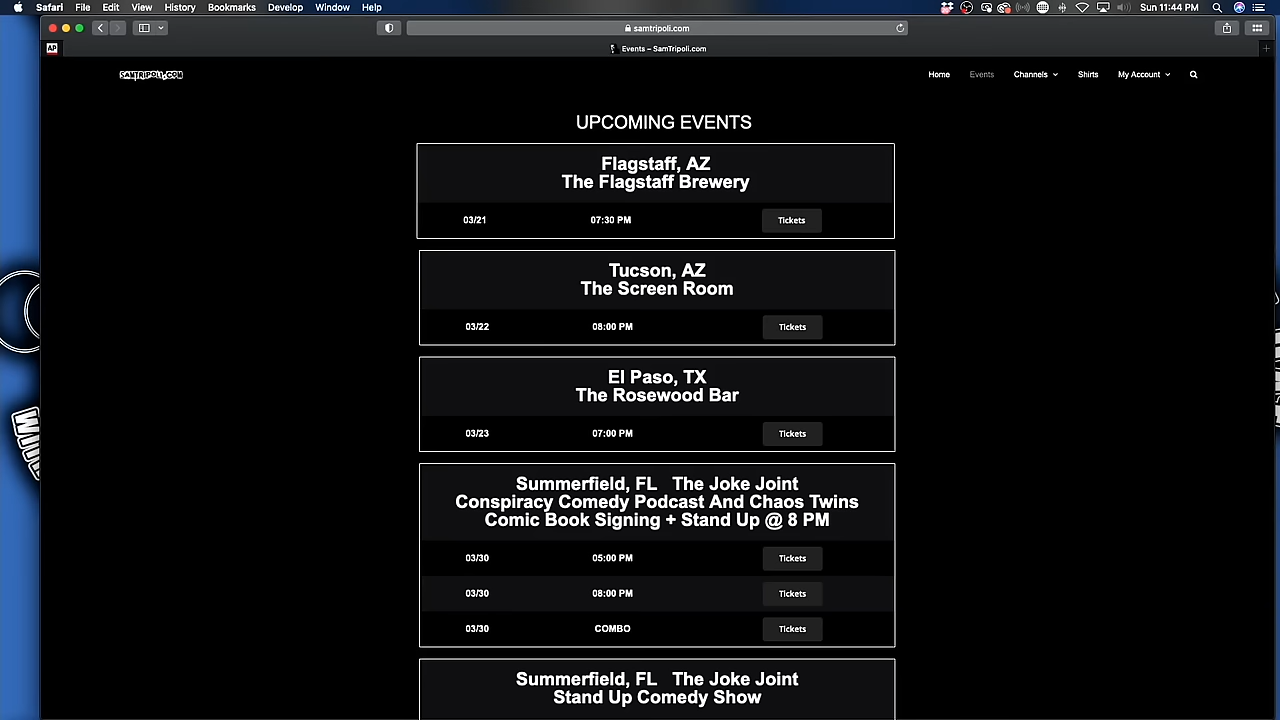 Safari File Edit View History Bookmarks Develop Window Help
Sun 11:44 PM
samtripoli.com
AP
Events – SamTripoli.com
SAMTRIPOLI.COM
Home Events Channels Shirts My Account
UPCOMING EVENTS
Flagstaff, AZ
The Flagstaff Brewery
03/21 07:30 PM Tickets
Tucson, AZ
The Screen Room
03/22 08:00 PM Tickets
El Paso, TX
The Rosewood Bar
03/23 07:00 PM Tickets
Summerfield, FL The Joke Joint
Conspiracy Comedy Podcast And Chaos Twins
Comic Book Signing + Stand Up @ 8 PM
03/30 05:00 PM Tickets
03/30 08:00 PM Tickets
03/30 COMBO Tickets
Summerfield, FL The Joke Joint
Stand Up Comedy Show